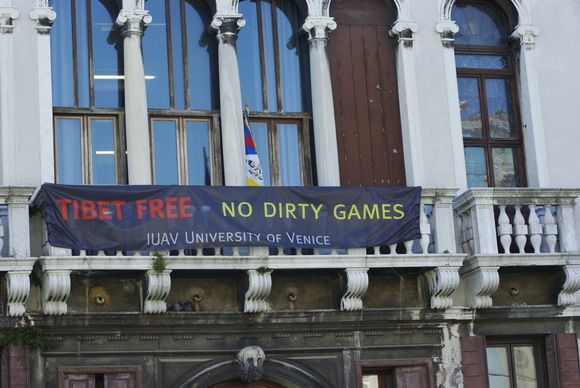 TIBET FREE - NO DIRTY GAMES
IUAV UNIVERSITY OF VENICE